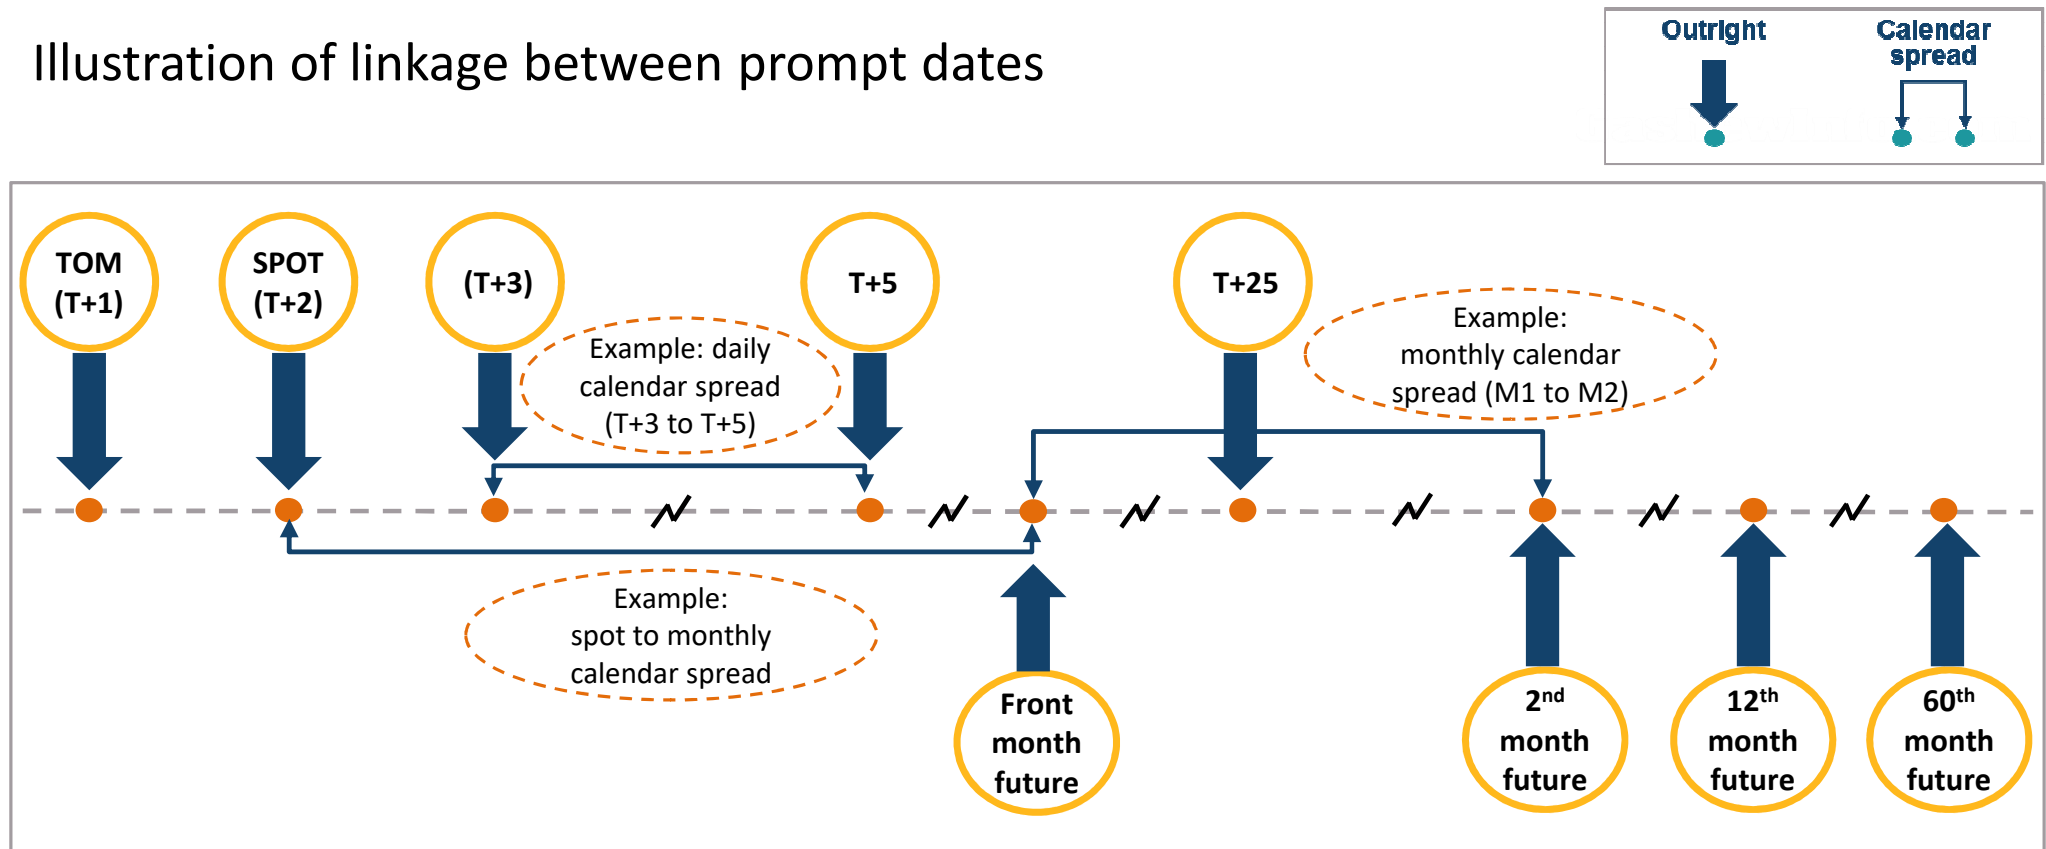 Illustration of linkage between prompt dates
Outright
Calendar
spread
TOM
(T+1)
SPOT
(T+2)
(T+3)
T+5
T+25
Example: daily
calendar spread
(T+3 to T+5)
Example:
monthly calendar
spread (M1 to M2)
Example:
spot to monthly
calendar spread
Front
month
future
2nd
month
future
12th
month
future
60th
month
future